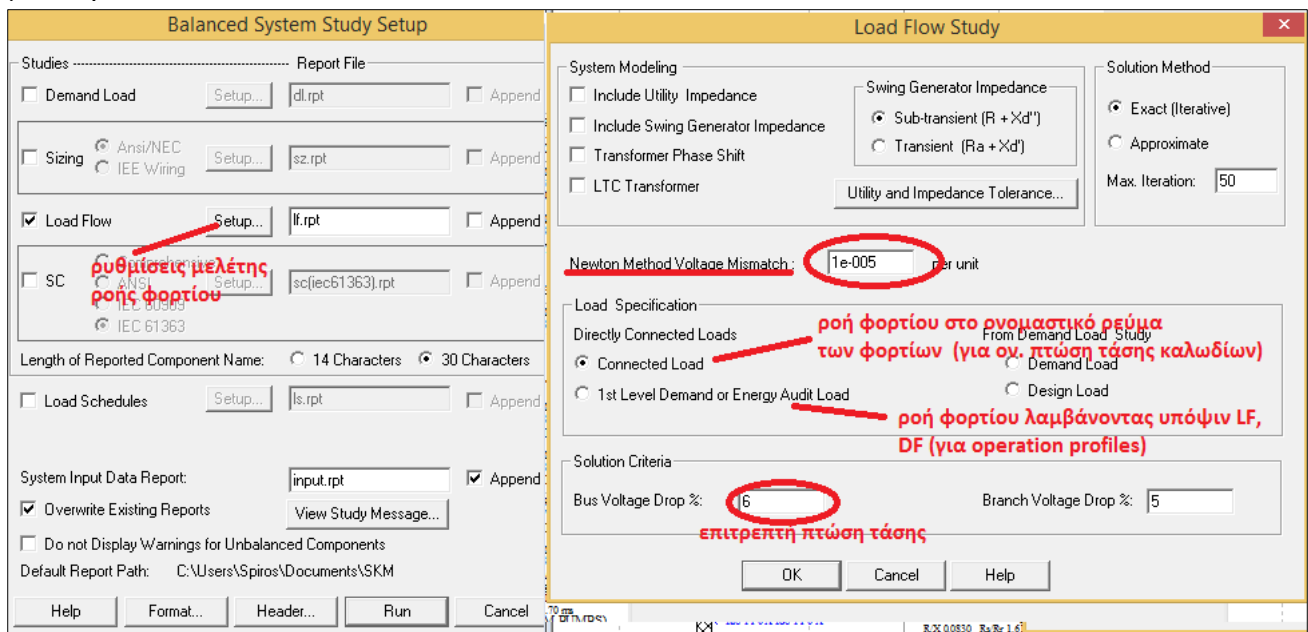 Balanced System Study Setup
Studies ---------------------------------------- Report File
Demand Load Setup... dl.rpt Append
Sizing Ansi/NEC Setup... sz.rpt Append
IEE Wiring
Load Flow Setup... lf.rpt Append
Comprehensive
SC ANSI Setup... sc(iec61363).rpt Append
IEC 60909
IEC 61363
ρυθμίσεις μελέτης
ροής φορτίου
Length of Reported Component Name: 14 Characters 30 Characters
Load Schedules Setup... ls.rpt Append
System Input Data Report: input.rpt Append
Overwrite Existing Reports View Study Message...
Do not Display Warnings for Unbalanced Components
Default Report Path: C:\Users\Spiros\Documents\SKM
Help Format... Header... Run Cancel
Load Flow Study
System Modeling
Include Utility Impedance
Include Swing Generator Impedance
Transformer Phase Shift
LTC Transformer
Swing Generator Impedance
Sub-transient (R + Xd'')
Transient (Ra + Xd')
Utility and Impedance Tolerance...
Solution Method
Exact (Iterative)
Approximate
Max. Iteration: 50
Newton Method Voltage Mismatch : 1e-005 per unit
Load Specification
Directly Connected Loads From Demand Load Study
Connected Load Demand Load
1st Level Demand or Energy Audit Load Design Load
ροή φορτίου στο ονομαστικό ρεύμα
των φορτίων (για ον. πτώση τάσης καλωδίων)
ροή φορτίου λαμβάνοντας υπόψιν LF,
DF (για operation profiles)
Solution Criteria
Bus Voltage Drop %: 6 Branch Voltage Drop %: 5
επιτρεπτή πτώση τάσης
OK Cancel Help
R/X 0.0830